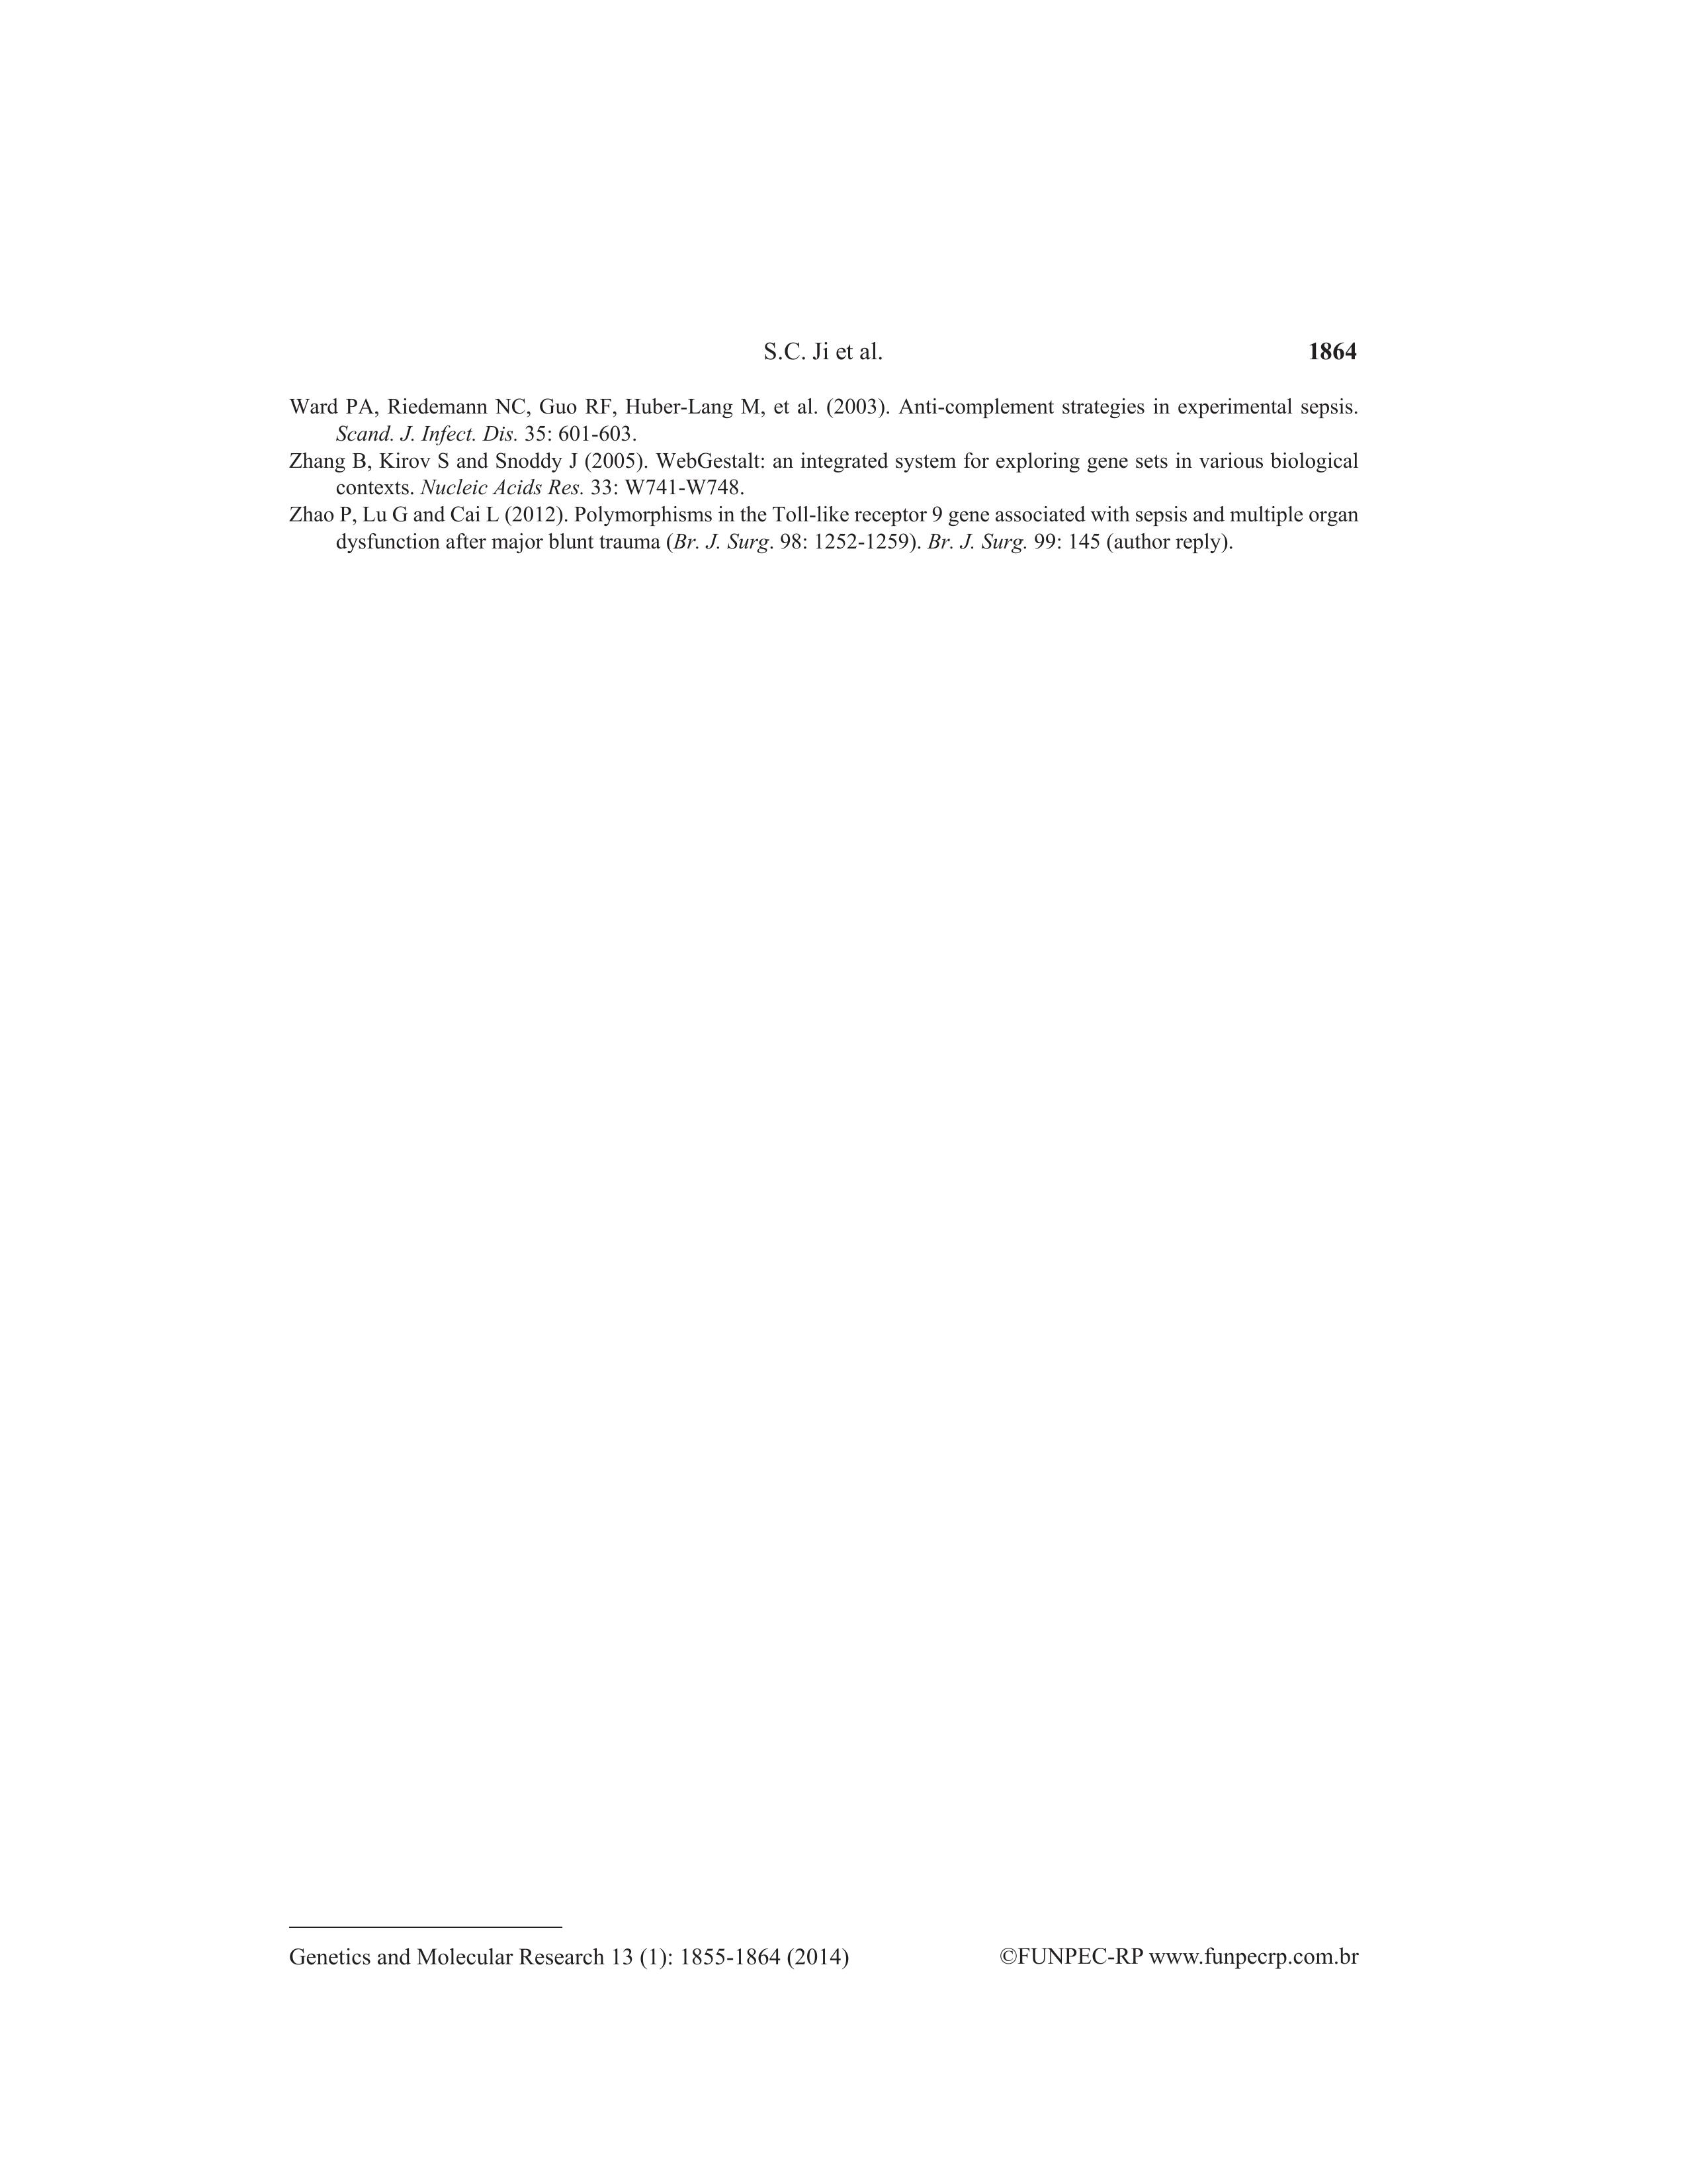 S.C. Ji et al. 1864
Ward PA, Riedemann NC, Guo RF, Huber-Lang M, et al. (2003). Anti-complement strategies in experimental sepsis.
Scand. J. Infect. Dis. 35: 601-603.
Zhang B, Kirov S and Snoddy J (2005). WebGestalt: an integrated system for exploring gene sets in various biological
contexts. Nucleic Acids Res. 33: W741-W748.
Zhao P, Lu G and Cai L (2012). Polymorphisms in the Toll-like receptor 9 gene associated with sepsis and multiple organ
dysfunction after major blunt trauma (Br. J. Surg. 98: 1252-1259). Br. J. Surg. 99: 145 (author reply).
Genetics and Molecular Research 13 (1): 1855-1864 (2014) ©FUNPEC-RP www.funpecrp.com.br